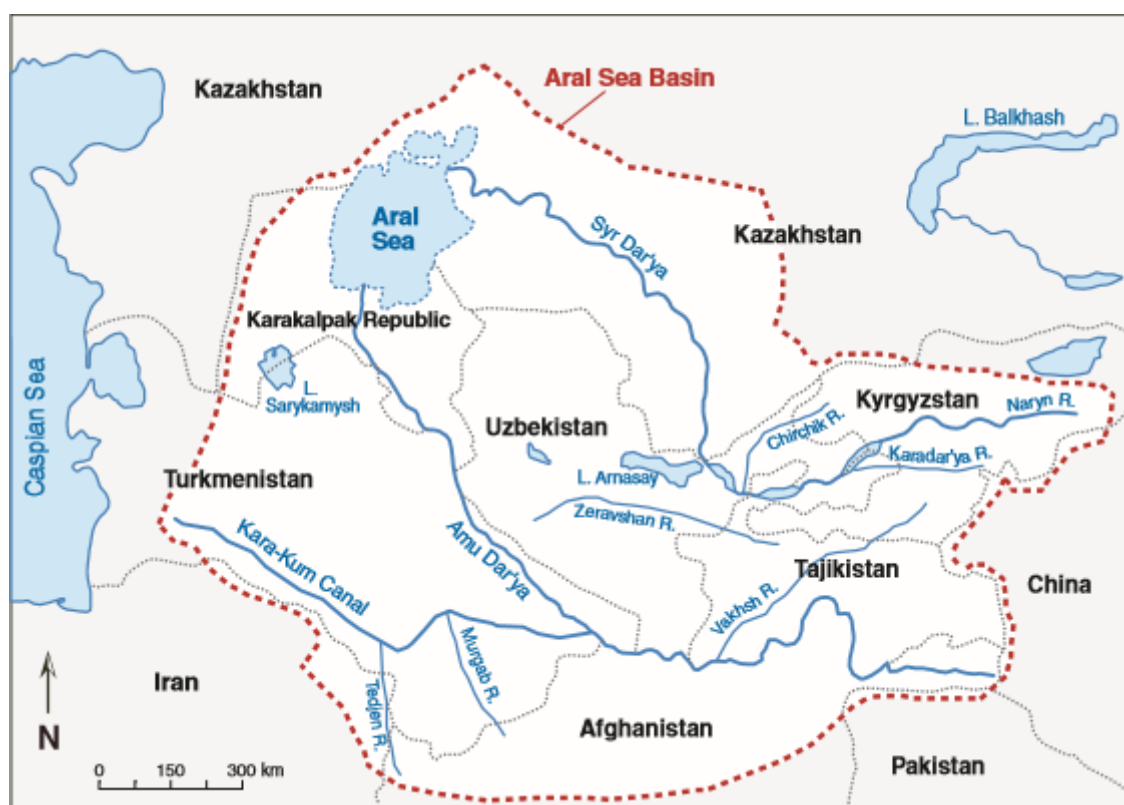 Kazakhstan
Aral Sea Basin
L. Balkhash
Aral
Sea
Syr Dar'ya
Kazakhstan
Karakalpak Republic
L.
Sarykamysh
Caspian Sea
Uzbekistan
Chirchik R.
Kyrgyzstan
Naryn R.
Karadar'ya R.
L. Arnasay
Zeravshan R.
Turkmenistan
Kara-Kum Canal
Amu Dar'ya
Vakhsh R.
Tajikistan
China
Iran
Tedjen R.
Murgab R.
Afghanistan
Pakistan
N
0 150 300 km